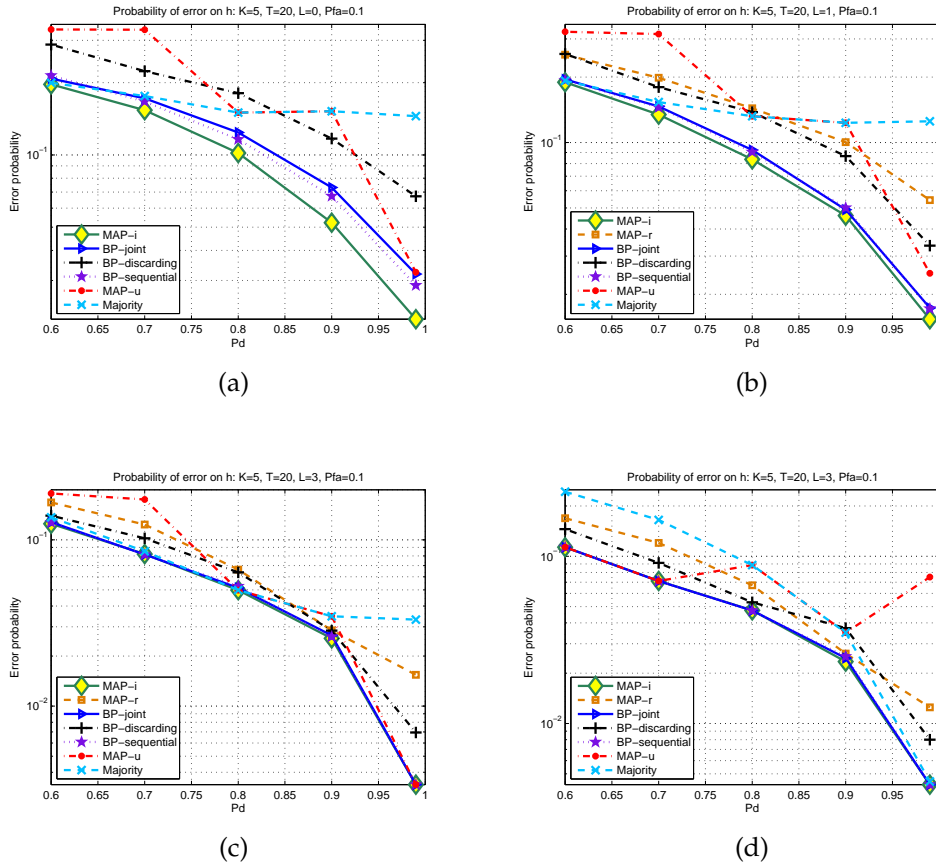 Probability of error on h: K=5, T=20, L=0, Pfa=0.1
Error probability
10⁻¹
MAP−i
BP−joint
BP−discarding
BP−sequential
MAP−u
Majority
0.6 0.65 0.7 0.75 0.8 0.85 0.9 0.95 1
Pd
(a)
Probability of error on h: K=5, T=20, L=1, Pfa=0.1
Error probability
10⁻¹
MAP−i
MAP−r
BP−joint
BP−discarding
BP−sequential
MAP−u
Majority
0.6 0.65 0.7 0.75 0.8 0.85 0.9 0.95
Pd
(b)
Probability of error on h: K=5, T=20, L=3, Pfa=0.1
Error probability
10⁻¹
10⁻²
MAP−i
MAP−r
BP−joint
BP−discarding
BP−sequential
MAP−u
Majority
0.6 0.65 0.7 0.75 0.8 0.85 0.9 0.95 1
Pd
(c)
Probability of error on h: K=5, T=20, L=3, Pfa=0.1
Error probability
10⁻¹
10⁻²
MAP−i
MAP−r
BP−joint
BP−discarding
BP−sequential
MAP−u
Majority
0.6 0.65 0.7 0.75 0.8 0.85 0.9 0.95
Pd
(d)